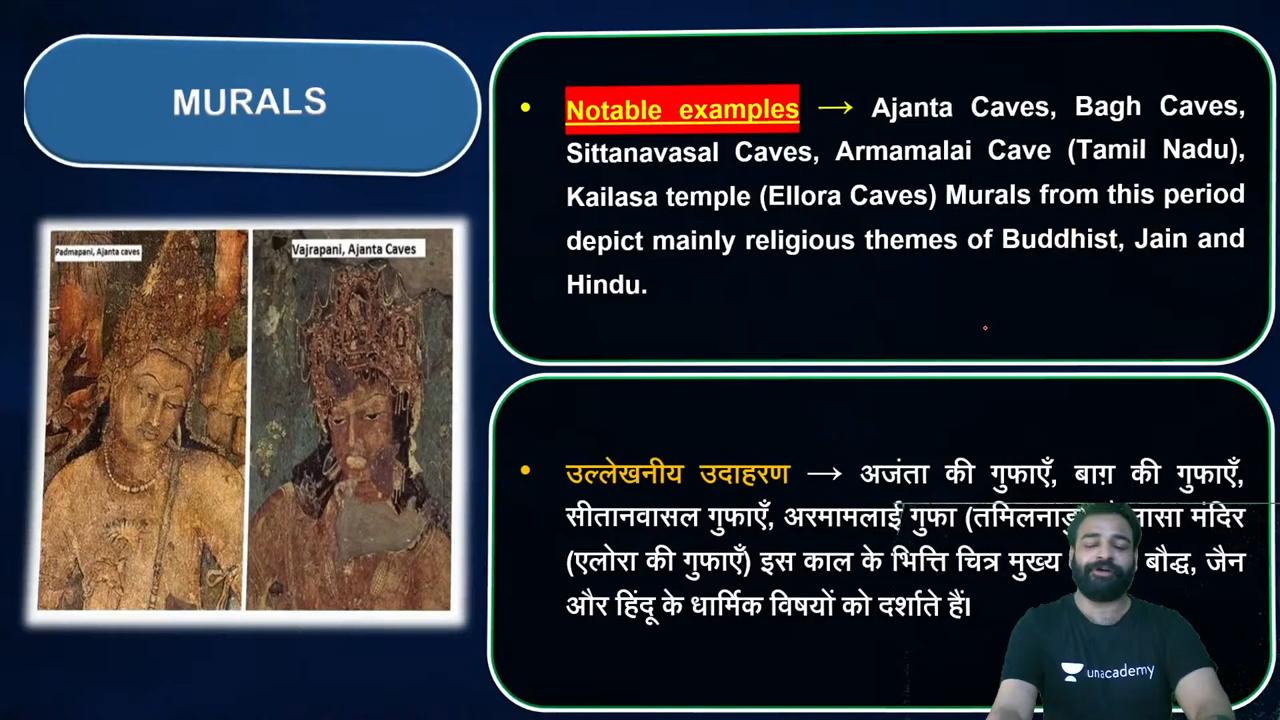 MURALS
Padmapani, Ajanta caves
Vajrapani, Ajanta Caves
• Notable examples → Ajanta Caves, Bagh Caves,
Sittanavasal Caves, Armamalai Cave (Tamil Nadu),
Kailasa temple (Ellora Caves) Murals from this period
depict mainly religious themes of Buddhist, Jain and
Hindu.
• उल्लेखनीय उदाहरण → अजंता की गुफाएँ, बाग़ की गुफाएँ,
सीतानवासल गुफाएँ, अरमामलाई गुफा (तमिलनाडु) मंदिर
(एलोरा की गुफाएँ) इस काल के भित्ति चित्र मुख्य बौद्ध, जैन
और हिंदू के धार्मिक विषयों को दर्शाते हैं।
unacademy